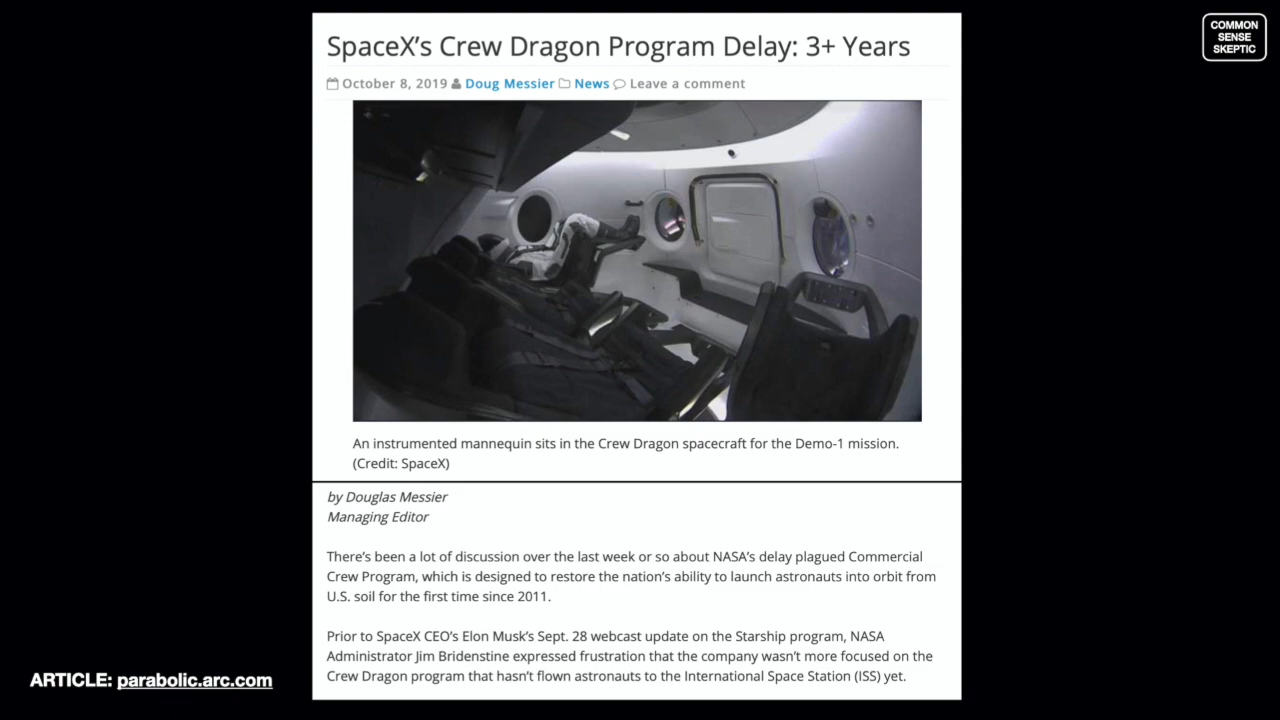 COMMON
SENSE
SKEPTIC
SpaceX's Crew Dragon Program Delay: 3+ Years
October 8, 2019 Doug Messier News Leave a comment
An instrumented mannequin sits in the Crew Dragon spacecraft for the Demo-1 mission.
(Credit: SpaceX)
by Douglas Messier
Managing Editor
There's been a lot of discussion over the last week or so about NASA's delay plagued Commercial
Crew Program, which is designed to restore the nation's ability to launch astronauts into orbit from
U.S. soil for the first time since 2011.
Prior to SpaceX CEO's Elon Musk's Sept. 28 webcast update on the Starship program, NASA
Administrator Jim Bridenstine expressed frustration that the company wasn't more focused on the
Crew Dragon program that hasn't flown astronauts to the International Space Station (ISS) yet.
ARTICLE: parabolic.arc.com